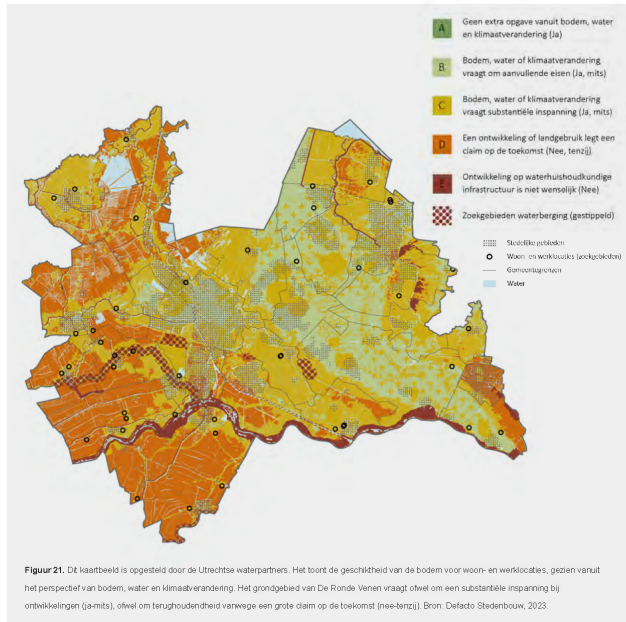 A
Geen extra opgave vanuit bodem, water
en klimaatverandering (Ja)
B
Bodem, water of klimaatverandering
vraagt om aanvullende eisen (Ja, mits)
C
Bodem, water of klimaatverandering
vraagt substantiële inspanning (Ja, mits)
D
Een ontwikkeling of landgebruik legt een
claim op de toekomst (Nee, tenzij)
E
Ontwikkeling op waterhuishoudkundige
infrastructuur is niet wenselijk (Nee)
Zoekgebieden waterberging (gestippeld)
Stedelijke gebieden
Woon- en werklocaties (zoekgebieden)
Gemeentegrenzen
Water
Figuur 21. Dit kaartbeeld is opgesteld door de Utrechtse waterpartners. Het toont de geschiktheid van de bodem voor woon- en werklocaties, gezien vanuit
het perspectief van bodem, water en klimaatverandering. Het grondgebied van De Ronde Venen vraagt ofwel om een substantiële inspanning bij
ontwikkelingen (ja-mits), ofwel om terughoudendheid vanwege een grote claim op de toekomst (nee-tenzij). Bron: Defacto Stedenbouw, 2023.